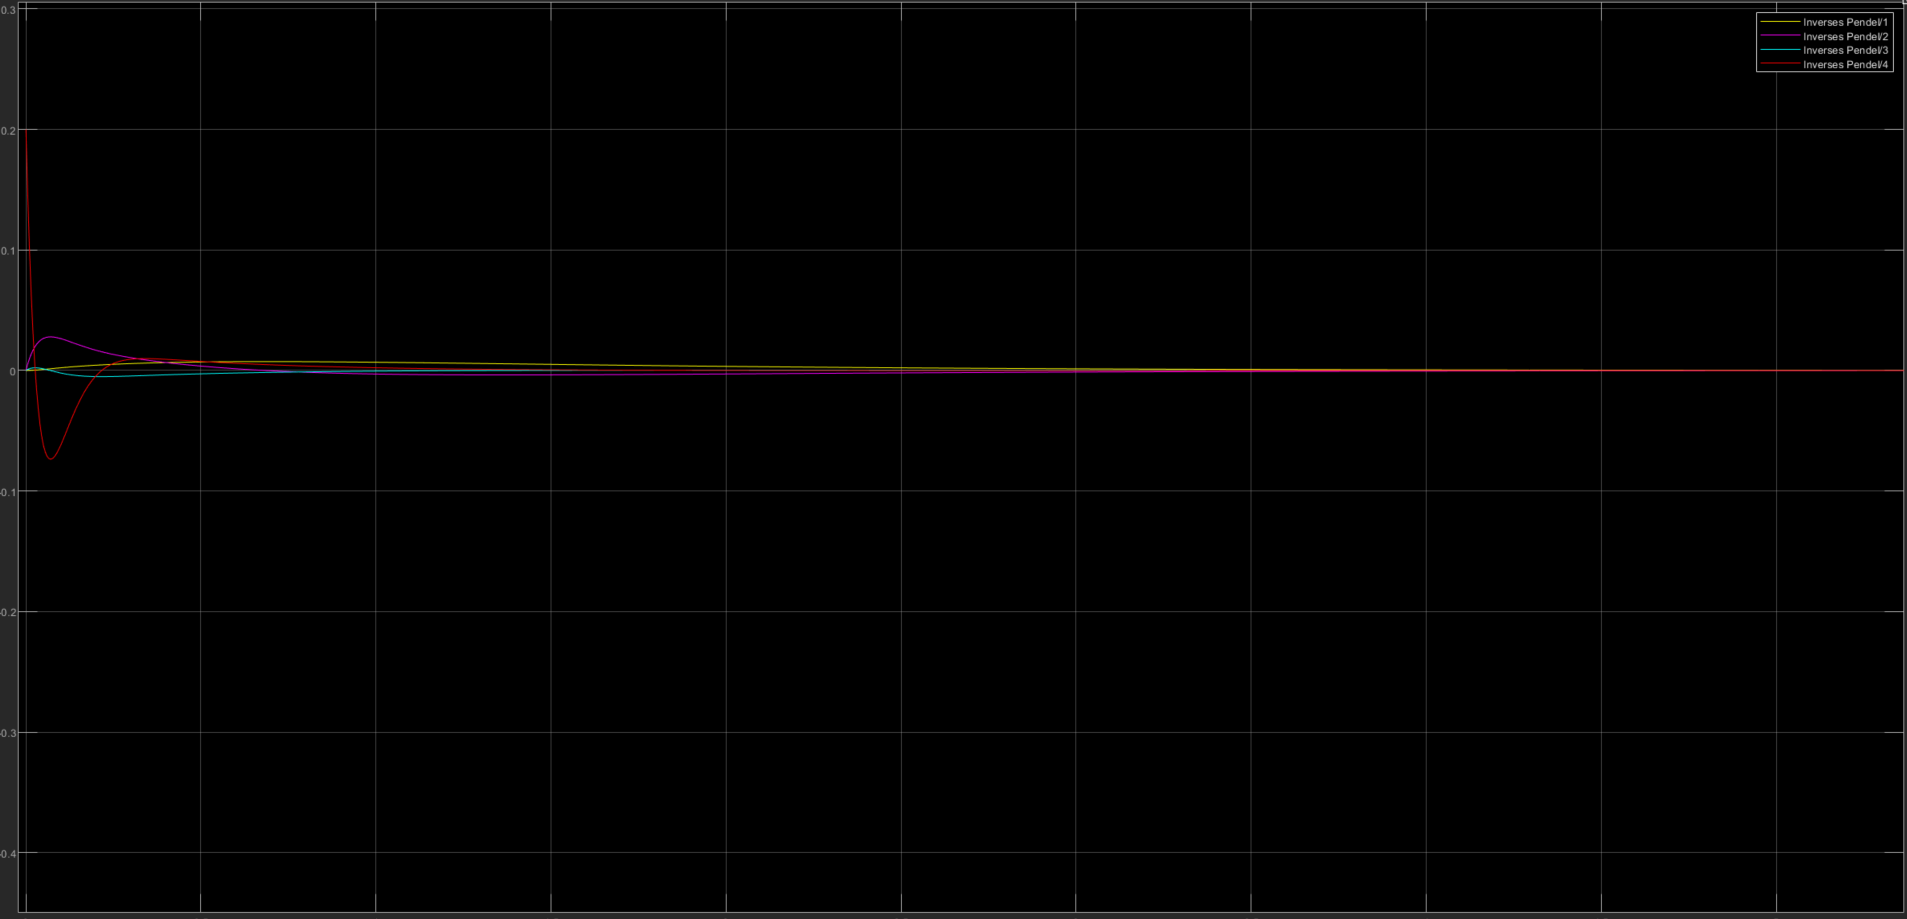 0.3
Inverses Pendel/1
Inverses Pendel/2
Inverses Pendel/3
Inverses Pendel/4
0.2
0.1
0
0.1
0.2
0.3
0.4